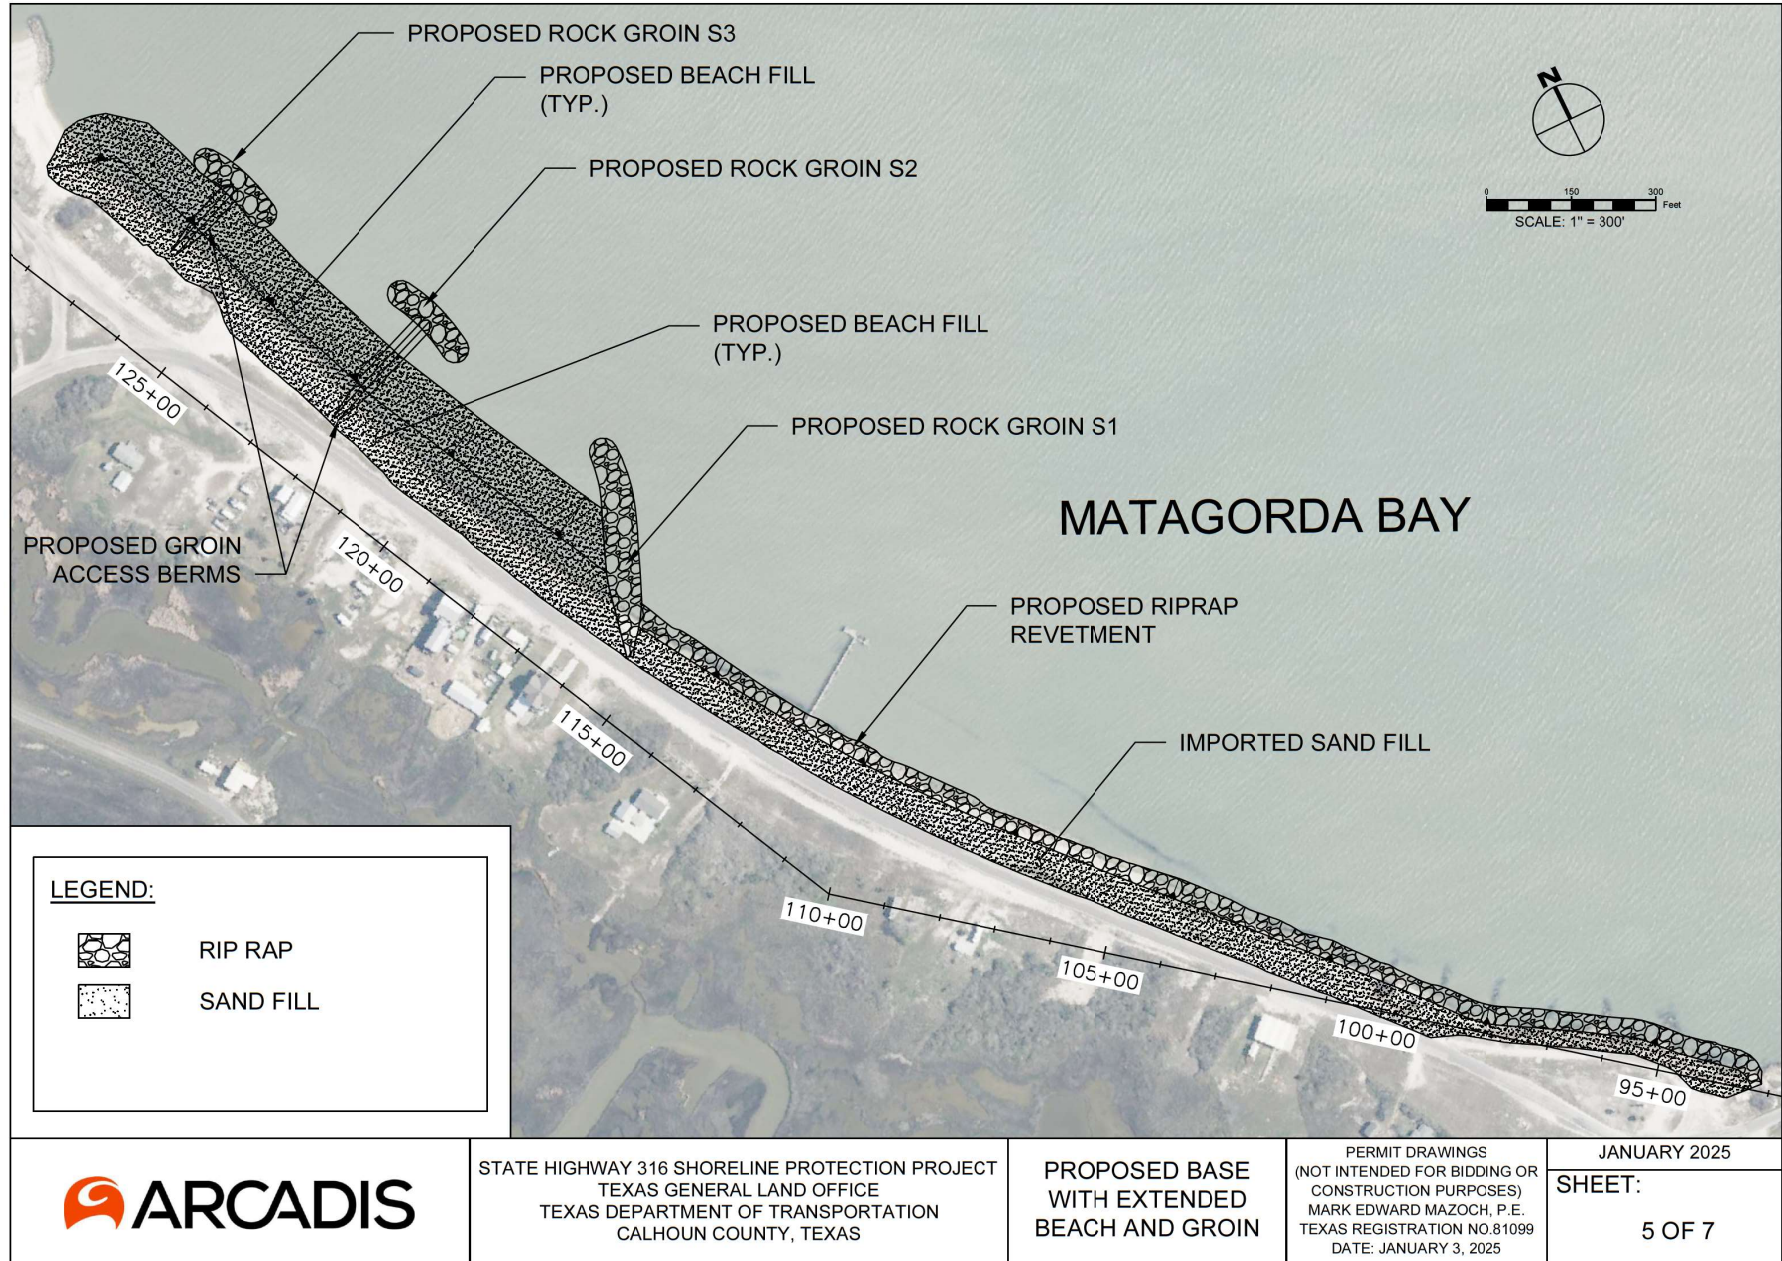 PROPOSED ROCK GROIN S3
PROPOSED BEACH FILL
(TYP.)
PROPOSED ROCK GROIN S2
N
0 150 300
Feet
SCALE: 1" = 300'
PROPOSED BEACH FILL
(TYP.)
125+00
PROPOSED ROCK GROIN S1
MATAGORDA BAY
PROPOSED GROIN
ACCESS BERMS
120+00
PROPOSED RIPRAP
REVETMENT
115+00
IMPORTED SAND FILL
110+00
105+00
100+00
95+00
LEGEND:
RIP RAP
SAND FILL
ARCADIS
STATE HIGHWAY 316 SHORELINE PROTECTION PROJECT
TEXAS GENERAL LAND OFFICE
TEXAS DEPARTMENT OF TRANSPORTATION
CALHOUN COUNTY, TEXAS
PROPOSED BASE
WITH EXTENDED
BEACH AND GROIN
PERMIT DRAWINGS
(NOT INTENDED FOR BIDDING OR
CONSTRUCTION PURPOSES)
MARK EDWARD MAZOCH, P.E.
TEXAS REGISTRATION NO.81099
DATE: JANUARY 3, 2025
JANUARY 2025
SHEET:
5 OF 7